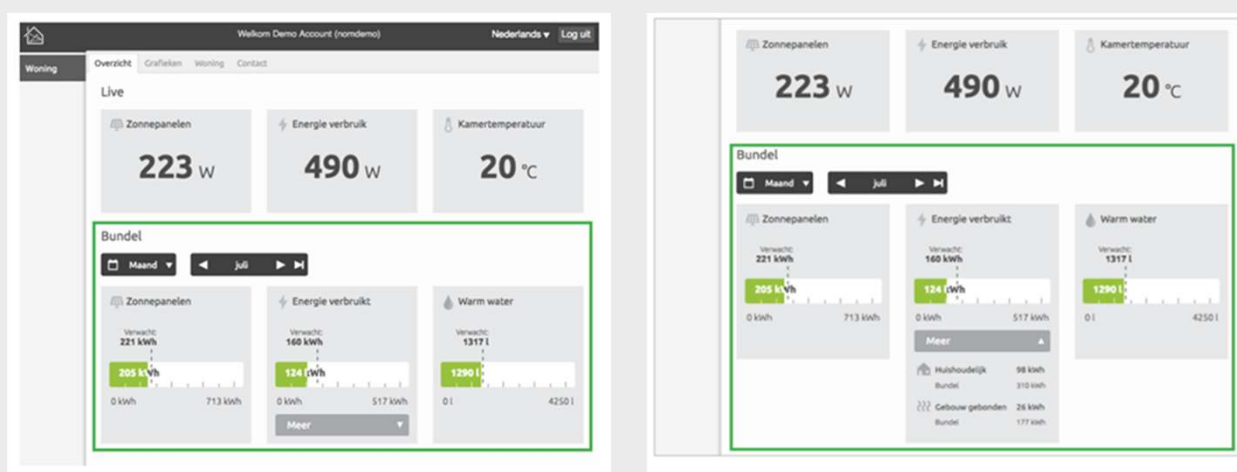 Welkom Demo Account (nomdemo) Nederlands Log uit
Woning
Overzicht Grafieken Woning Contact
Live
Zonnepanelen Energie verbruik Kamertemperatuur
223 W 490 W 20 °C
Bundel
Maand juli
Zonnepanelen Energie verbruikt Warm water
Verwacht: Verwacht: Verwacht:
221 kWh 160 kWh 1317 l
205 kWh 124 kWh 1290 l
0 kWh 713 kWh 0 kWh 517 kWh 0 l 4250 l
Meer
Zonnepanelen Energie verbruik Kamertemperatuur
223 W 490 W 20 °C
Bundel
Maand juli
Zonnepanelen Energie verbruikt Warm water
Verwacht: Verwacht: Verwacht:
221 kWh 160 kWh 1317 l
205 kWh 124 kWh 1290 l
0 kWh 713 kWh 0 kWh 517 kWh 0 l 4250 l
Meer
Huishoudelijk 98 kWh
Bundel 310 kWh
Gebouw gebonden 26 kWh
Bundel 177 kWh